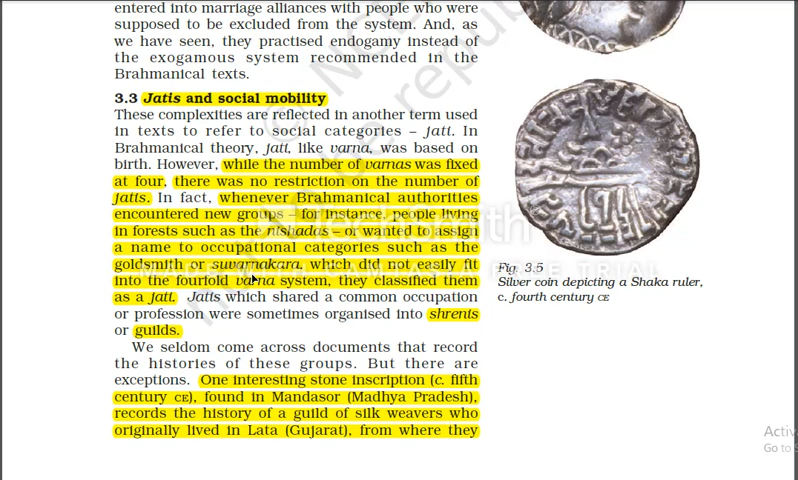 entered into marriage alliances with people who were
supposed to be excluded from the system. And, as
we have seen, they practised endogamy instead of
the exogamous system recommended in the
Brahmanical texts.
3.3 Jatis and social mobility
These complexities are reflected in another term used
in texts to refer to social categories – jati. In
Brahmanical theory, jati, like varna, was based on
birth. However, while the number of varnas was fixed
at four, there was no restriction on the number of
jatis. In fact, whenever Brahmanical authorities
encountered new groups – for instance, people living
in forests such as the nishadas – or wanted to assign
a name to occupational categories such as the
goldsmith or suvarnakara, which did not easily fit
into the fourfold varna system, they classified them
as a jati. Jatis which shared a common occupation
or profession were sometimes organised into shrenis
or guilds.
We seldom come across documents that record
the histories of these groups. But there are
exceptions. One interesting stone inscription (c. fifth
century CE), found in Mandasor (Madhya Pradesh),
records the history of a guild of silk weavers who
originally lived in Lata (Gujarat), from where they
Fig. 3.5
Silver coin depicting a Shaka ruler,
c. fourth century CE